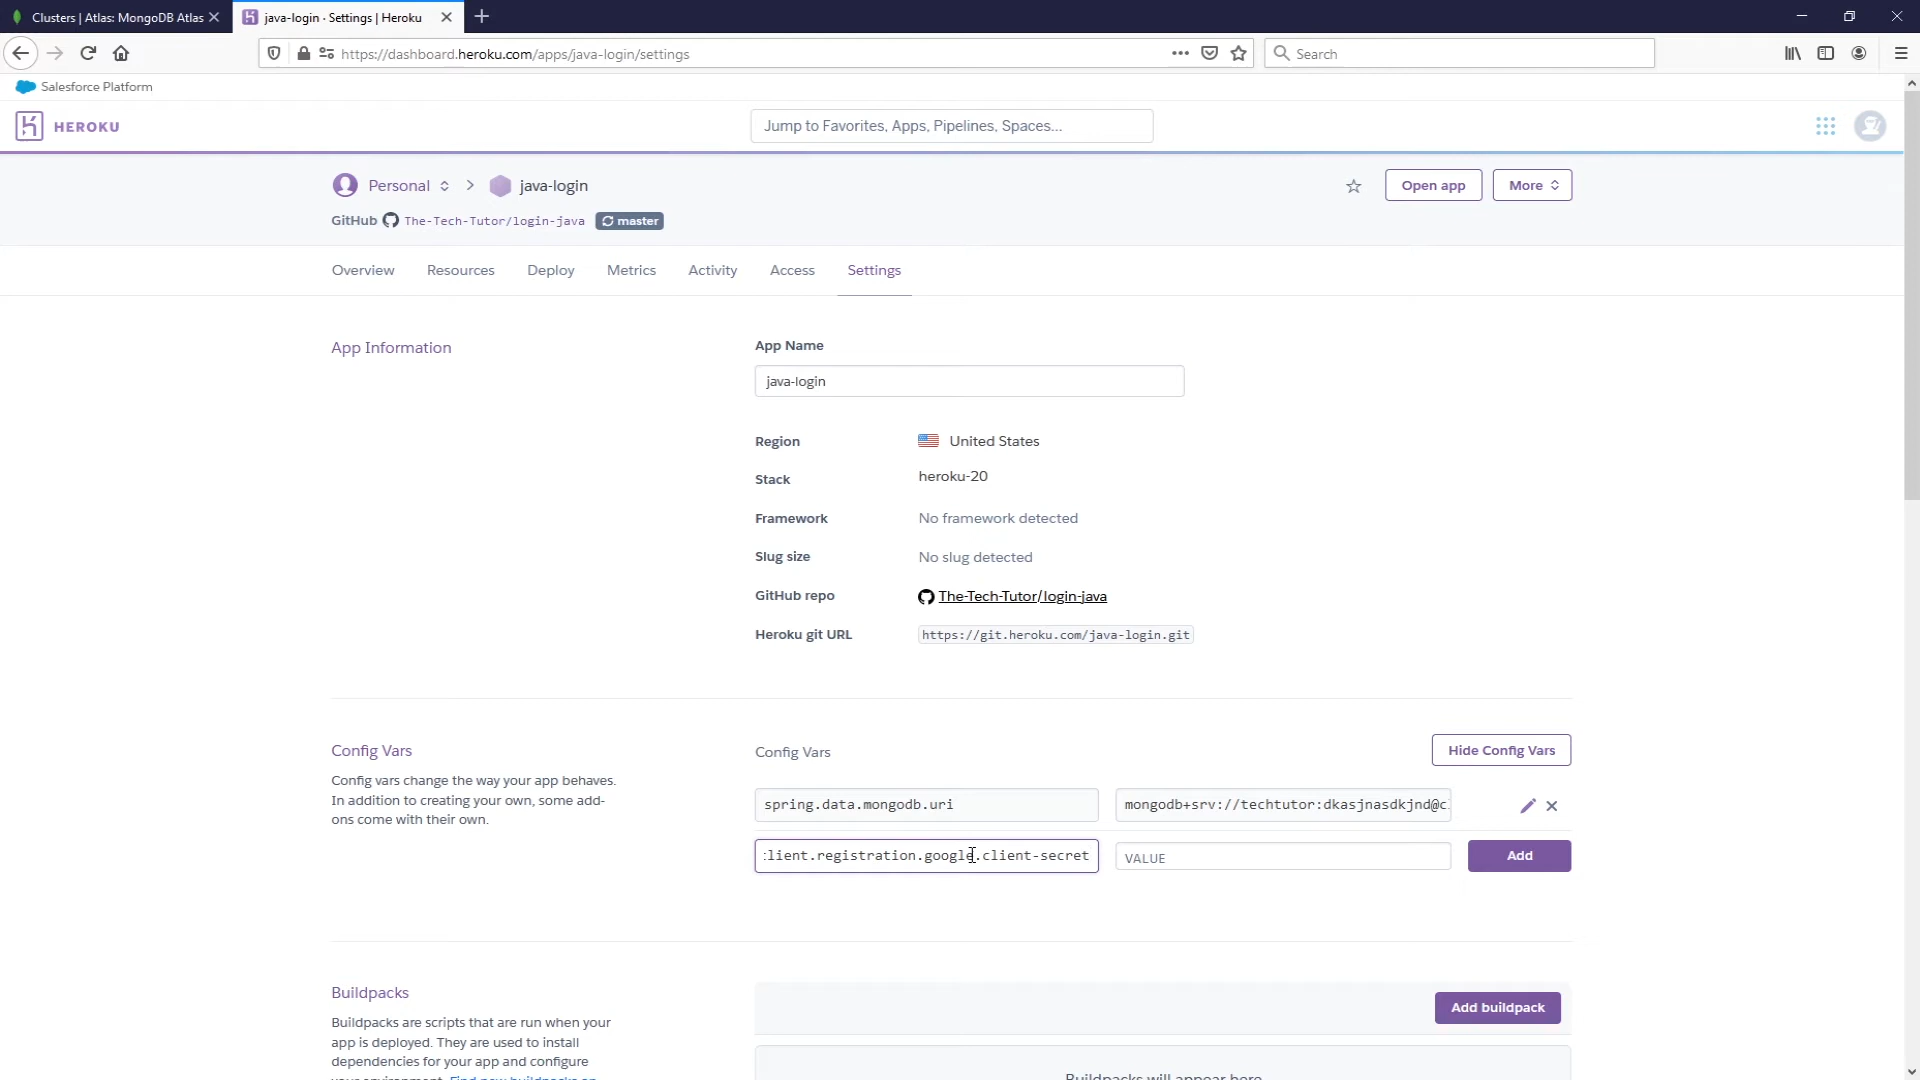 Clusters | Atlas: MongoDB Atlas
java-login · Settings | Heroku
https://dashboard.heroku.com/apps/java-login/settings
Search
Salesforce Platform
HEROKU
Jump to Favorites, Apps, Pipelines, Spaces...
Personal
java-login
Open app
More
GitHub
The-Tech-Tutor/login-java
master
Overview
Resources
Deploy
Metrics
Activity
Access
Settings
App Information
App Name
java-login
Region
United States
Stack
heroku-20
Framework
No framework detected
Slug size
No slug detected
GitHub repo
The-Tech-Tutor/login-java
Heroku git URL
https://git.heroku.com/java-login.git
Config Vars
Config vars change the way your app behaves.
In addition to creating your own, some add-
ons come with their own.
Config Vars
Hide Config Vars
spring.data.mongodb.uri
mongodb+srv://techtutor:dkasjnasdkjnd@c
lient.registration.google.client-secret
VALUE
Add
Buildpacks
Buildpacks are scripts that are run when your
app is deployed. They are used to install
dependencies for your app and configure
your environment. Find new buildpacks on
Add buildpack
Buildpacks will appear here